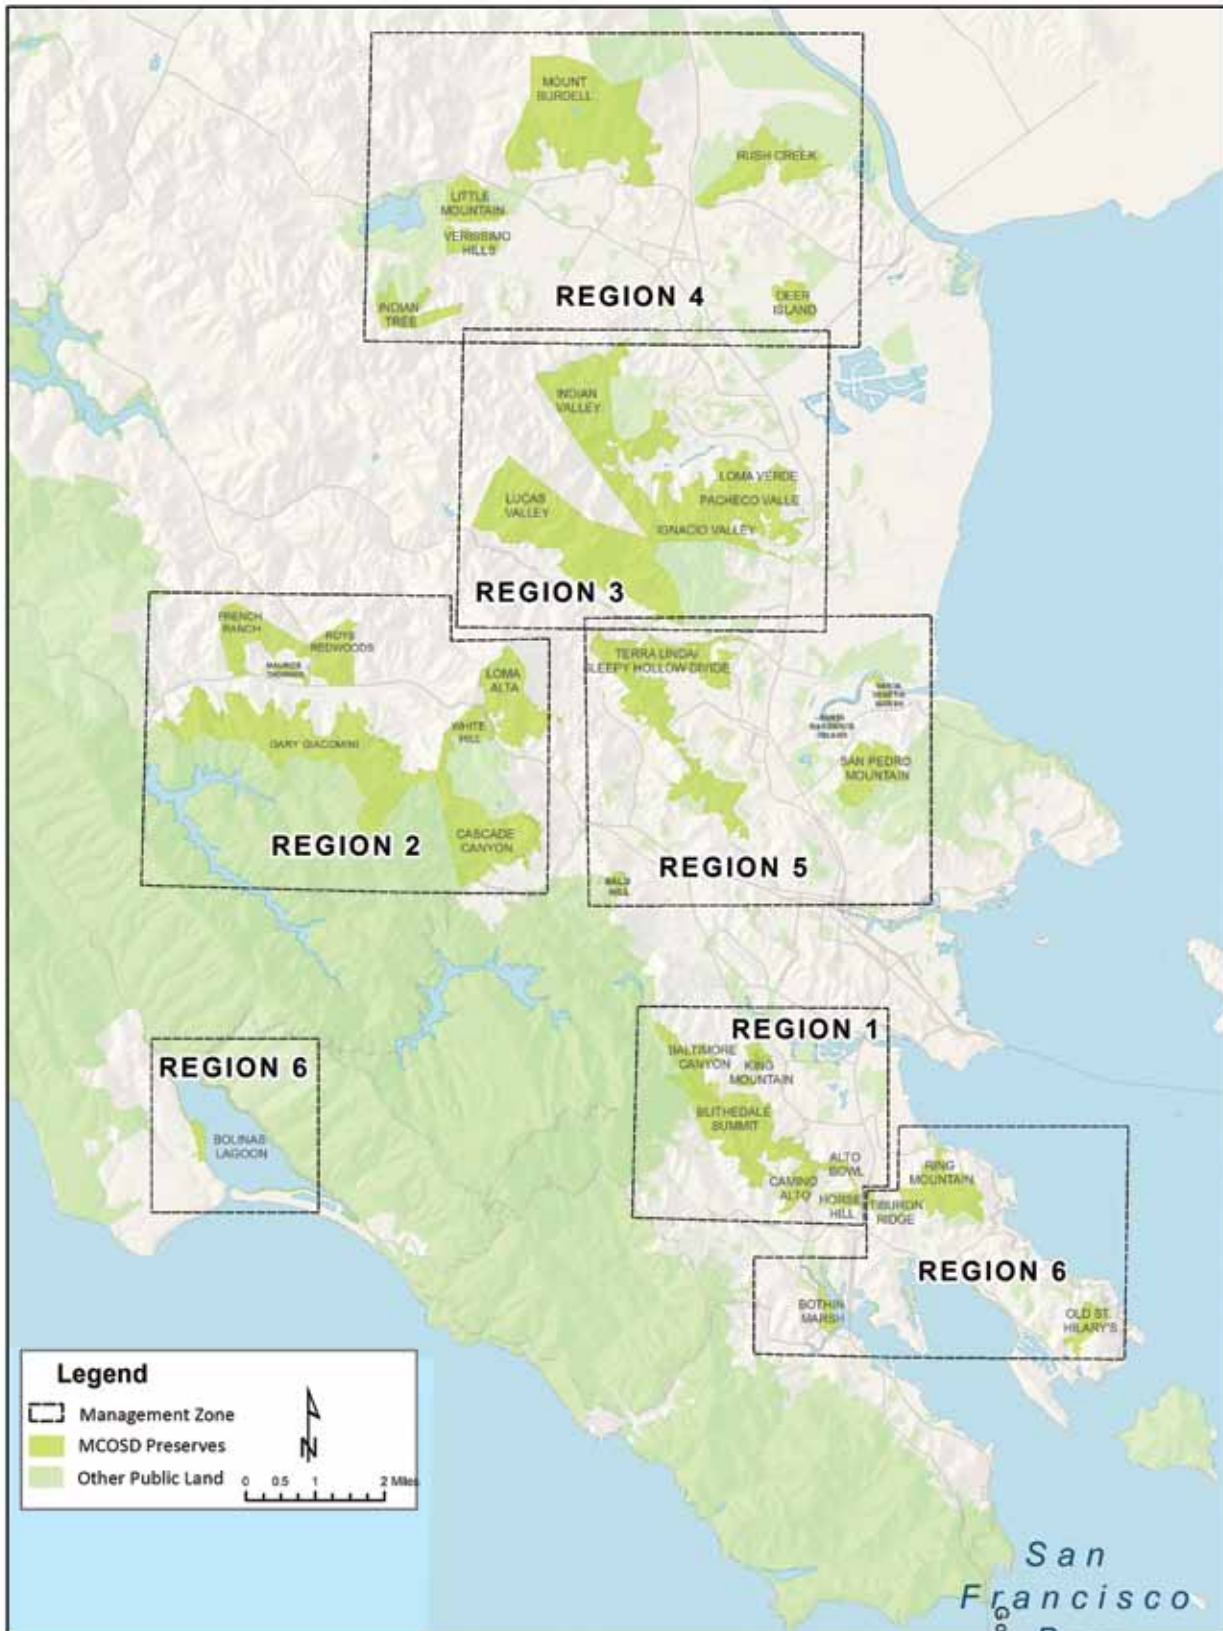 MOUNT
BURDELL
RUSH CREEK
LITTLE
MOUNTAIN
VERISSIMO
HILLS
INDIAN
TREE
REGION 4
DEER
ISLAND
INDIAN
VALLEY
LOMA VERDE
LUCAS
VALLEY
PACHECO VALLE
IGNACIO VALLEY
REGION 3
FRENCH
RANCH
ROYS
REDWOODS
LOMA
ALTA
WHITE
HILL
GARY GIACOMINI
REGION 2
CASCADE
CANYON
TERRA LINDA/
SLEEPY HOLLOW DIVIDE
SAN PEDRO
MOUNTAIN
REGION 5
BALD
HILL
REGION 1
BALTIMORE
CANYON
KING
MOUNTAIN
BLITHEDALE
SUMMIT
ALTO
BOWL
CAMINO
ALTO
HORSE
HILL
REGION 6
BOLINAS
LAGOON
RING
MOUNTAIN
TIBURON
RIDGE
REGION 6
BOTHIN
MARSH
OLD ST.
HILARY'S
Legend
Management Zone
MCOSD Preserves
Other Public Land
N
0 0.5 1 2 Miles
San
Francisco